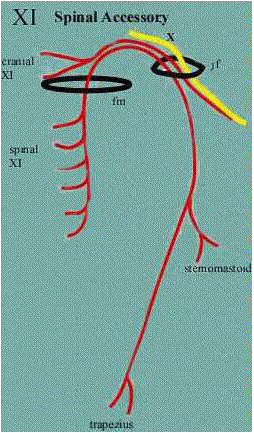 XI Spinal Accessory
X
cranial
XI
jf
fm
spinal
XI
sternomastoid
trapezius